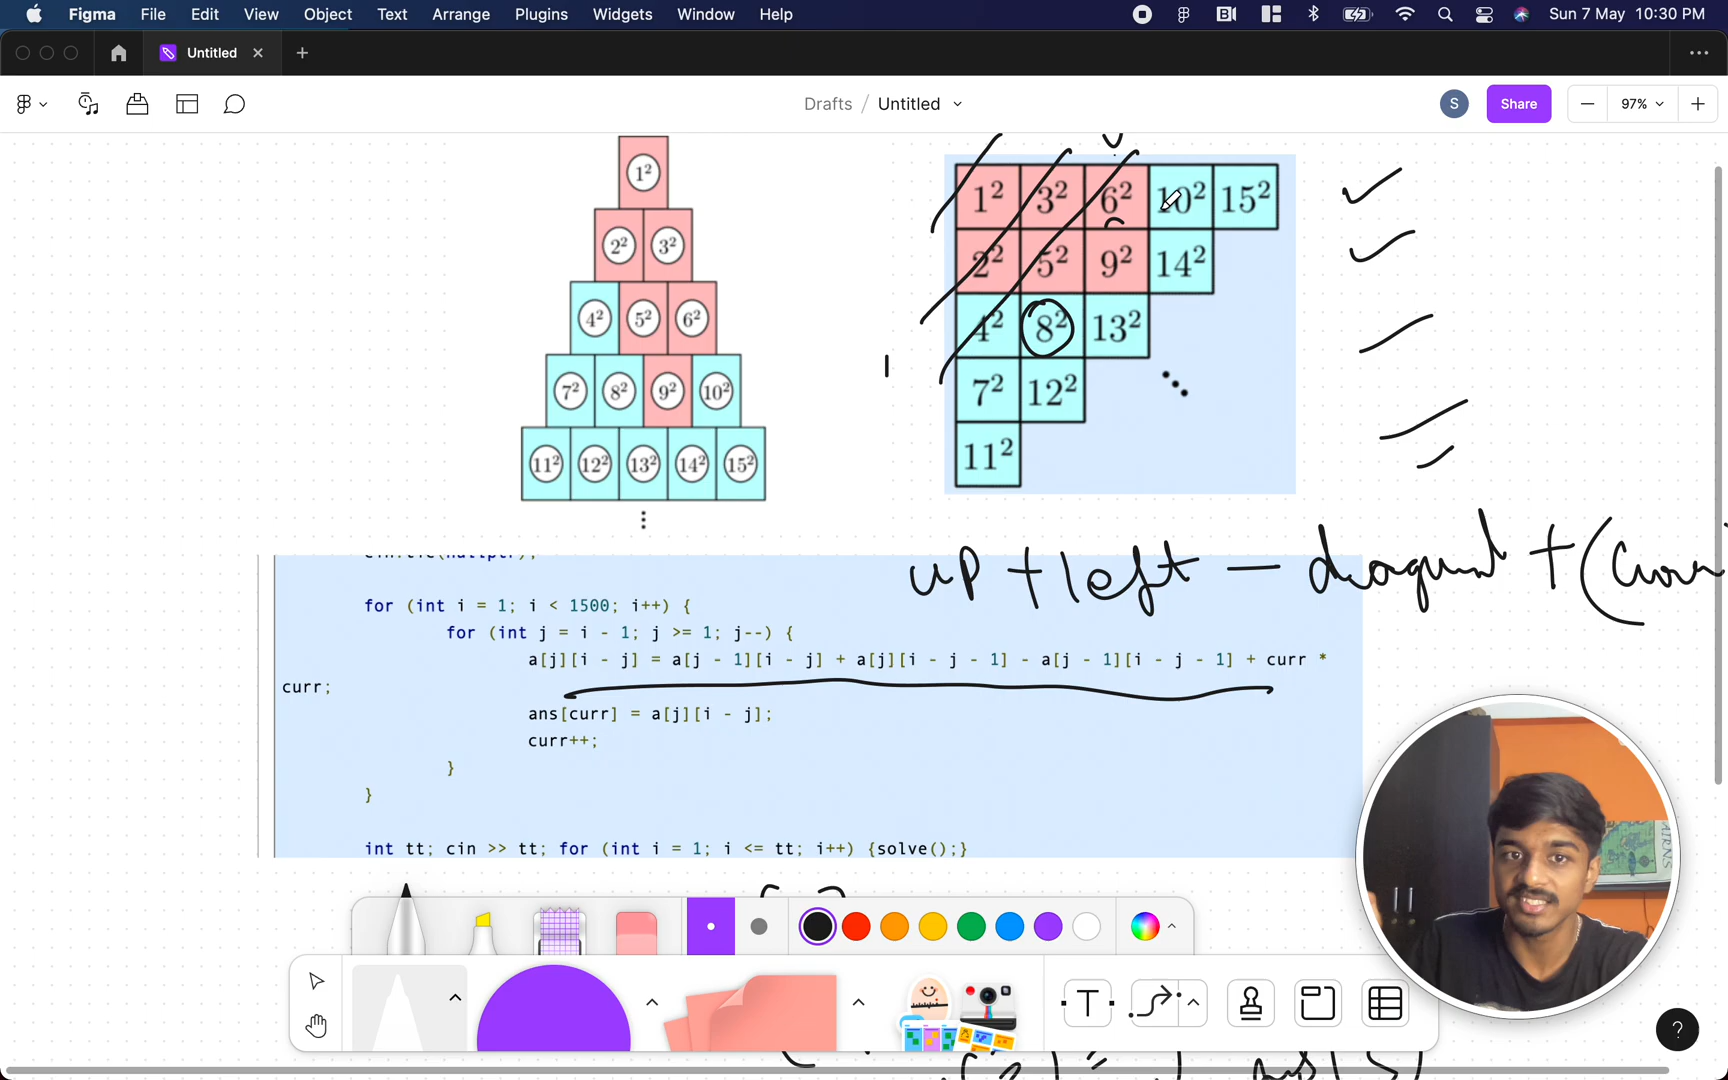 Figma File Edit View Object Text Arrange Plugins Widgets Window Help Sun 7 May 10:30 PM
Untitled
Drafts / Untitled S Share 97%
1²
2² 3²
4² 5² 6²
7² 8² 9² 10²
11² 12² 13² 14² 15²
1² 3² 6² 10² 15²
2² 5² 9² 14²
4² 8² 13²
7² 12²
11²
up + left -
for (int i = 1; i < 1500; i++) {
for (int j = i - 1; j >= 1; j--) {
a[j][i - j] = a[j - 1][i - j] + a[j][i - j - 1] - a[j - 1][i - j - 1] + curr *
curr;
ans[curr] = a[j][i - j];
curr++;
}
}
int tt; cin >> tt; for (int i = 1; i <= tt; i++) {solve();}
T
?